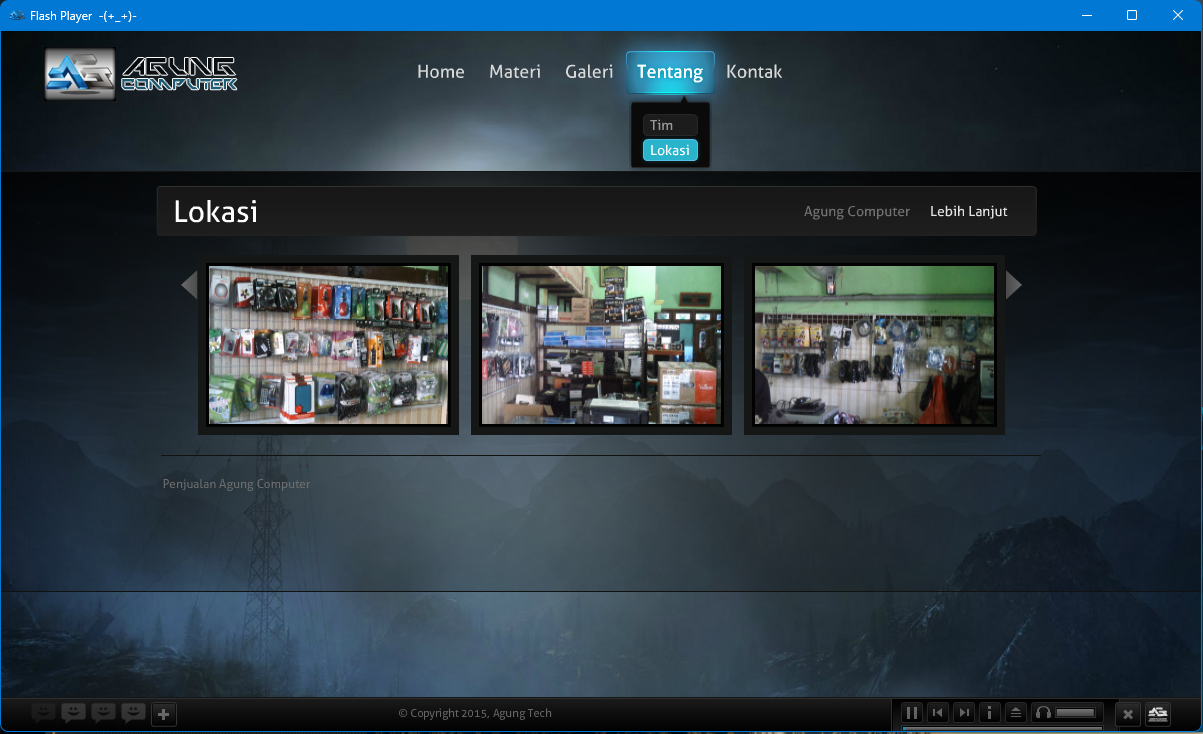 Flash Player -(+_+)-
AGUNG
COMPUTER
Home Materi Galeri Tentang Kontak
Tim
Lokasi
Lokasi
Agung Computer Lebih Lanjut
Penjualan Agung Computer
© Copyright 2015, Agung Tech